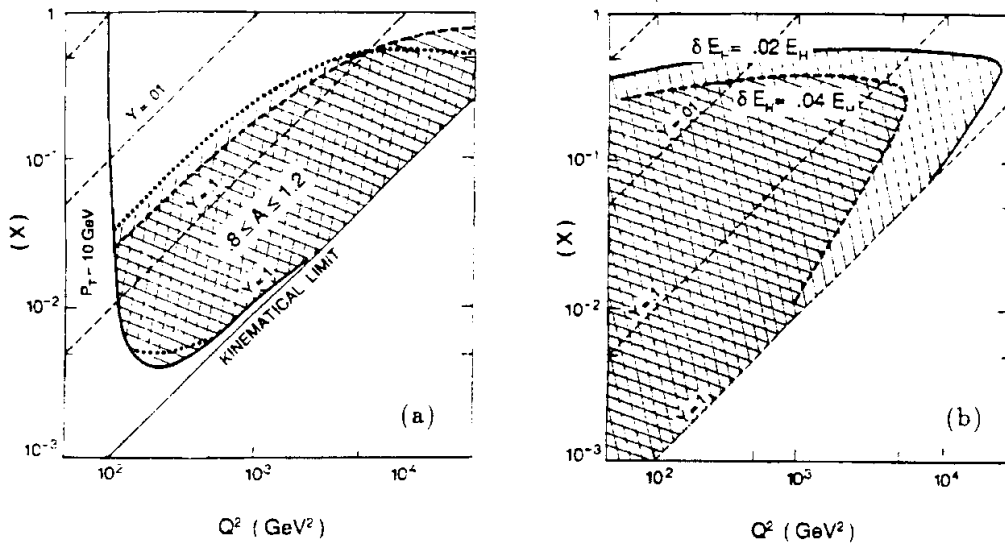 1
10⁻¹
10⁻²
10⁻³
(X)
Y = .01
P_T ~ 10 GeV
Y = .1
.8 ≤ A ≤ 1.2
Y = 1
KINEMATICAL LIMIT
(a)
10² 10³ 10⁴
Q² (GeV²)
1
10⁻¹
10⁻²
10⁻³
(X)
δE_H = .02 E_H
δE_H = .04 E_H
Y = .01
Y = .1
Y = 1
(b)
10² 10³ 10⁴
Q² (GeV²)